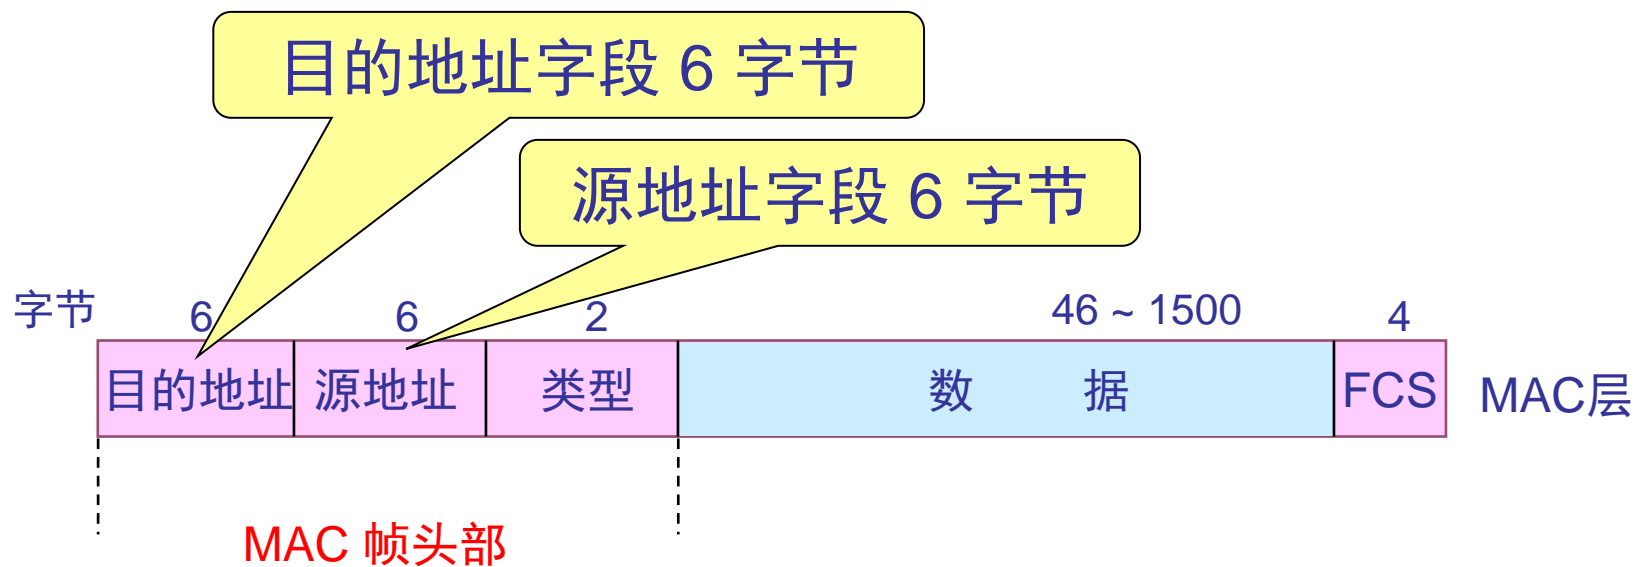 目的地址字段 6 字节
源地址字段 6 字节
字节 6 6 2 46 ~ 1500 4
目的地址 源地址 类型 数 据 FCS MAC层
MAC 帧头部